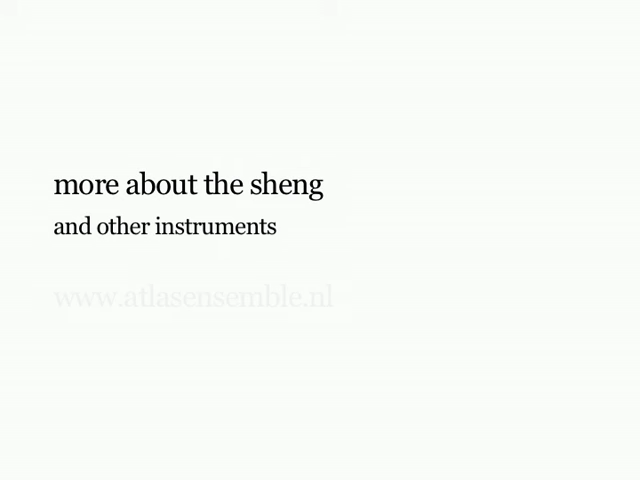 more about the sheng
and other instruments
www.atlasensemble.nl